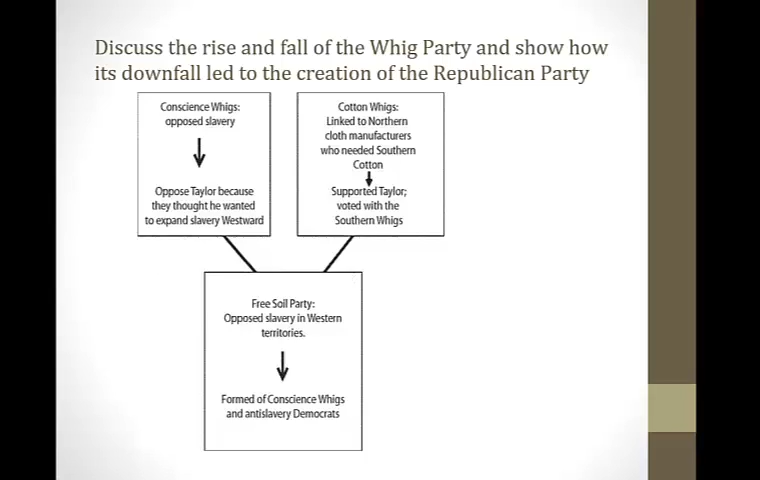 Discuss the rise and fall of the Whig Party and show how
its downfall led to the creation of the Republican Party
Conscience Whigs:
opposed slavery
Oppose Taylor because
they thought he wanted
to expand slavery Westward
Cotton Whigs:
Linked to Northern
cloth manufacturers
who needed Southern
Cotton
Supported Taylor;
voted with the
Southern Whigs
Free Soil Party:
Opposed slavery in Western
territories.
Formed of Conscience Whigs
and antislavery Democrats